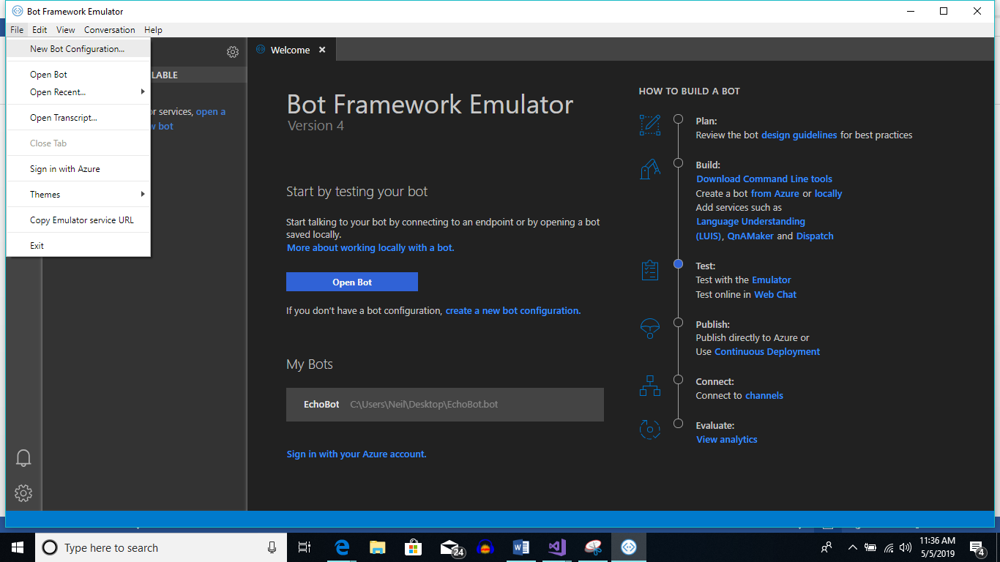 Bot Framework Emulator
File Edit View Conversation Help
New Bot Configuration...
Open Bot
Open Recent...
Open Transcript...
Close Tab
Sign in with Azure
Themes
Copy Emulator service URL
Exit
LABLE
or services, open a
w bot
Welcome
Bot Framework Emulator
Version 4
Start by testing your bot
Start talking to your bot by connecting to an endpoint or by opening a bot
saved locally.
More about working locally with a bot.
Open Bot
If you don't have a bot configuration, create a new bot configuration.
My Bots
EchoBot C:\Users\Neil\Desktop\EchoBot.bot
Sign in with your Azure account.
HOW TO BUILD A BOT
Plan:
Review the bot design guidelines for best practices
Build:
Download Command Line tools
Create a bot from Azure or locally
Add services such as
Language Understanding
(LUIS), QnAMaker and Dispatch
Test:
Test with the Emulator
Test online in Web Chat
Publish:
Publish directly to Azure or
Use Continuous Deployment
Connect:
Connect to channels
Evaluate:
View analytics
Type here to search
24
11:36 AM
5/5/2019
4